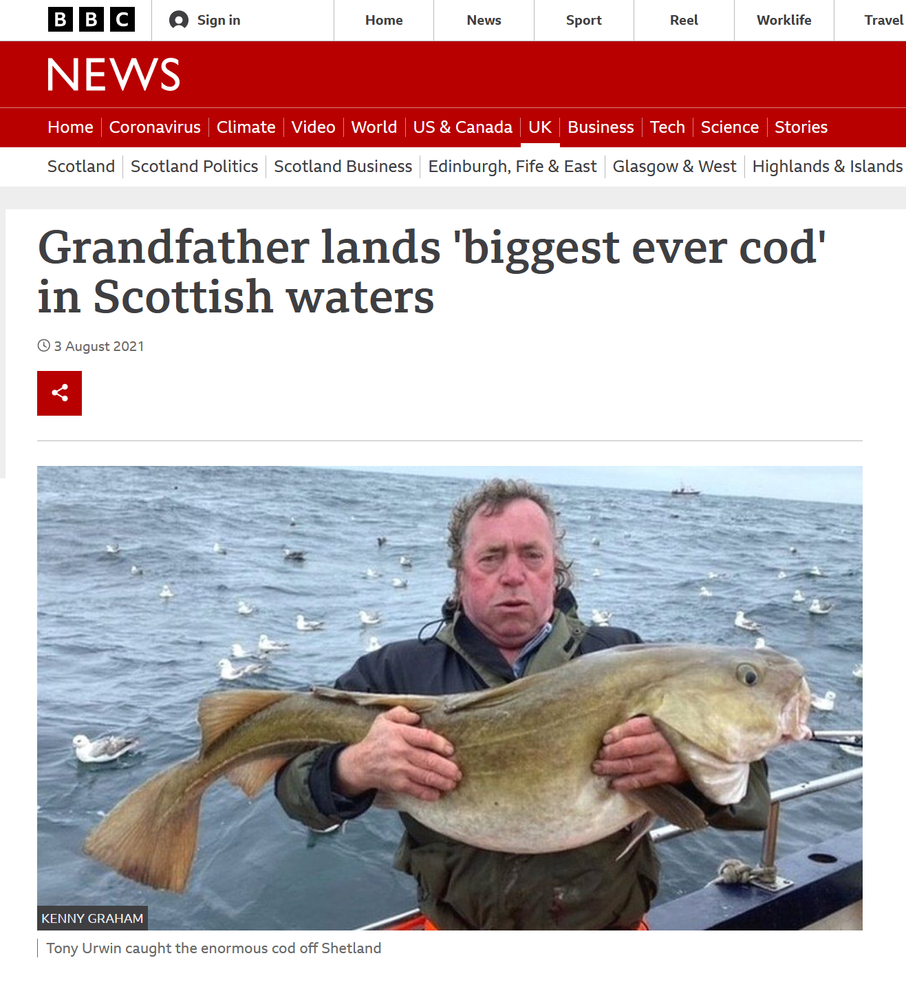 BBC
Sign in
Home
News
Sport
Reel
Worklife
Travel
NEWS
Home
Coronavirus
Climate
Video
World
US & Canada
UK
Business
Tech
Science
Stories
Scotland
Scotland Politics
Scotland Business
Edinburgh, Fife & East
Glasgow & West
Highlands & Islands
Grandfather lands 'biggest ever cod'
in Scottish waters
3 August 2021
KENNY GRAHAM
Tony Urwin caught the enormous cod off Shetland